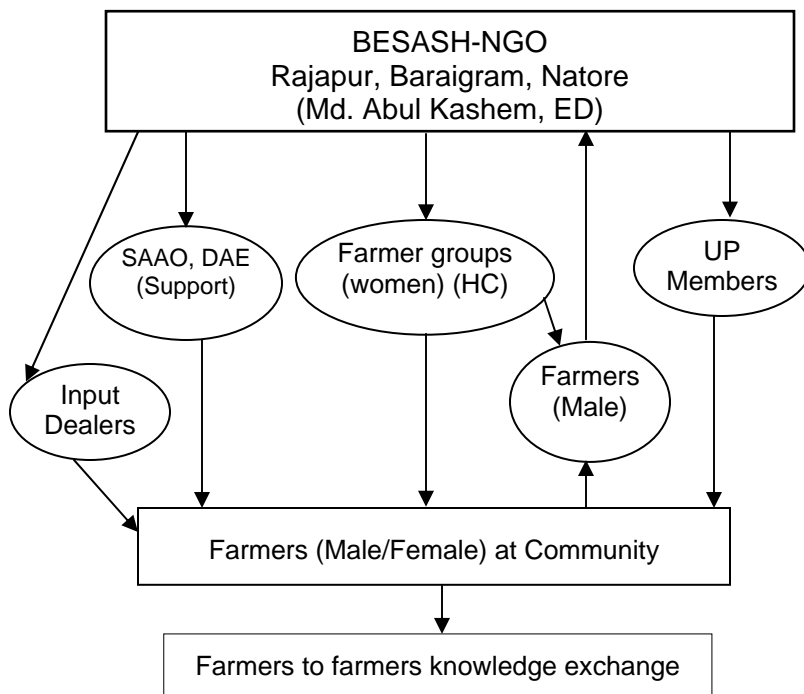 BESASH-NGO
Rajapur, Baraigram, Natore
(Md. Abul Kashem, ED)
SAAO, DAE
(Support)
Farmer groups
(women) (HC)
UP
Members
Input
Dealers
Farmers
(Male)
Farmers (Male/Female) at Community
Farmers to farmers knowledge exchange